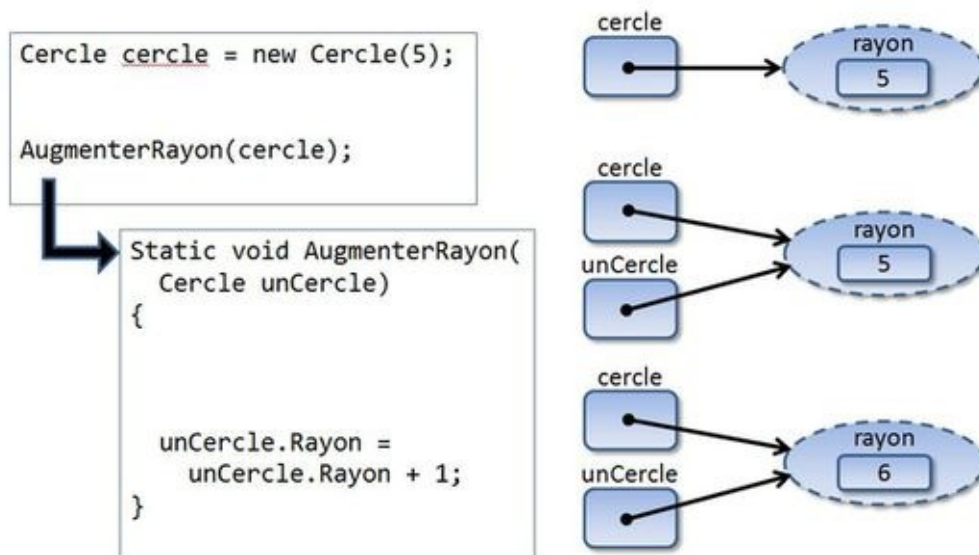 Cercle cercle = new Cercle(5);
AugmenterRayon(cercle);
Static void AugmenterRayon(
Cercle unCercle)
{
unCercle.Rayon =
unCercle.Rayon + 1;
}
cercle
rayon
5
cercle
unCercle
rayon
5
cercle
unCercle
rayon
6